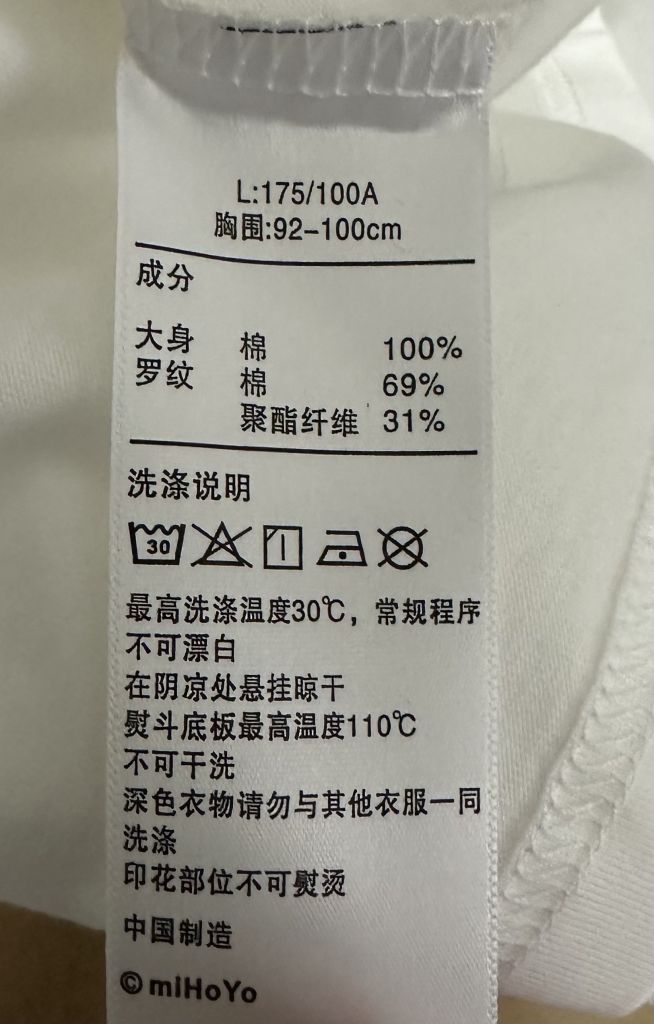 L:175/100A
胸围:92-100cm
成分
大身 棉 100%
罗纹 棉 69%
聚酯纤维 31%
洗涤说明
30
最高洗涤温度30℃，常规程序
不可漂白
在阴凉处悬挂晾干
熨斗底板最高温度110℃
不可干洗
深色衣物请勿与其他衣服一同
洗涤
印花部位不可熨烫
中国制造
©miHoYo